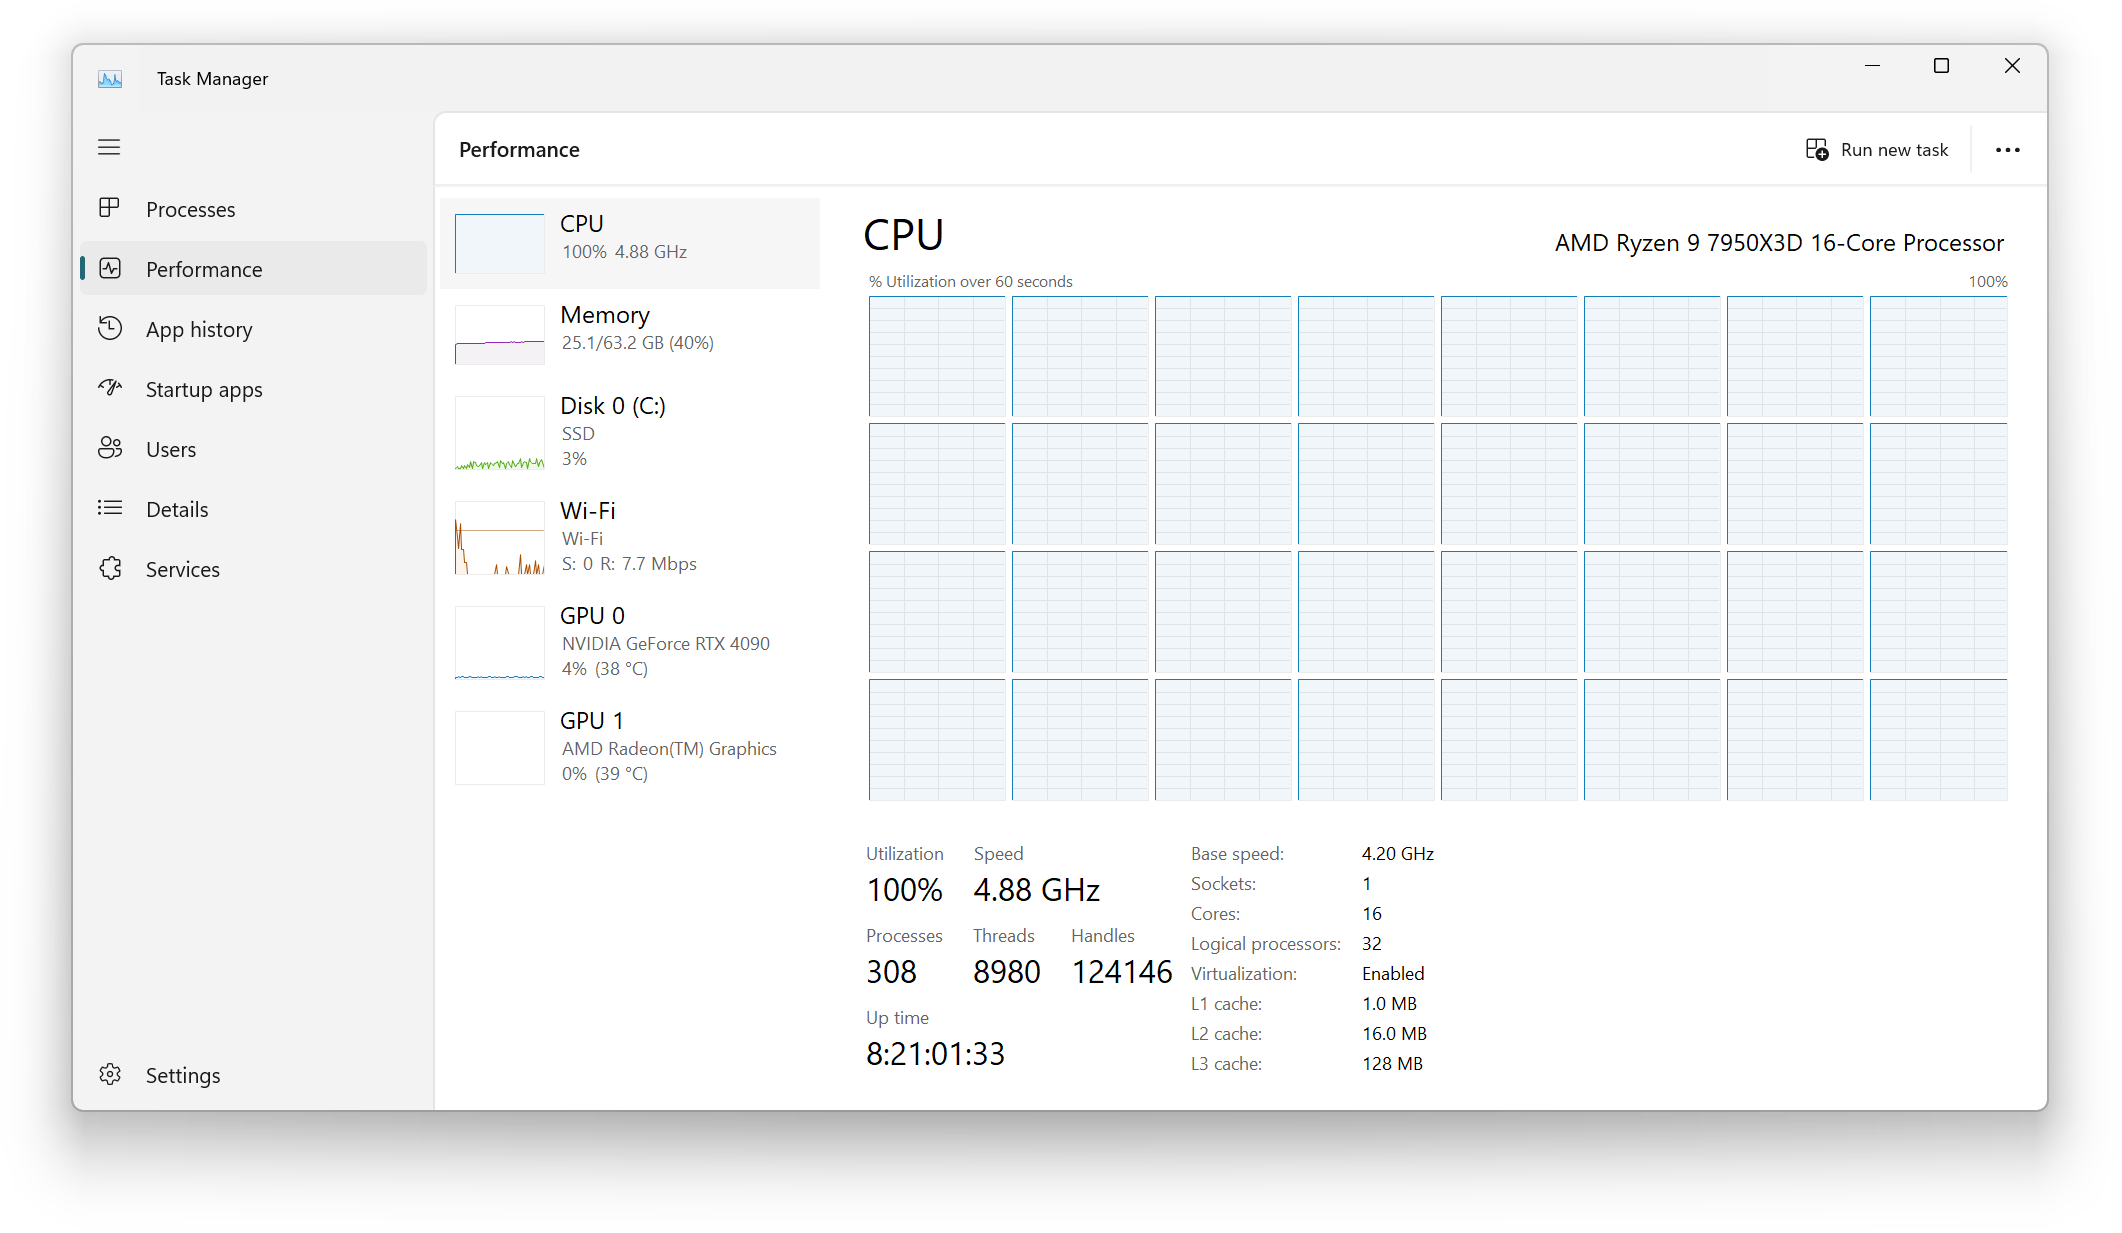 Task Manager
Performance
Run new task
Processes
Performance
App history
Startup apps
Users
Details
Services
Settings
CPU
100% 4.88 GHz
Memory
25.1/63.2 GB (40%)
Disk 0 (C:)
SSD
3%
Wi-Fi
Wi-Fi
S: 0 R: 7.7 Mbps
GPU 0
NVIDIA GeForce RTX 4090
4% (38 °C)
GPU 1
AMD Radeon(TM) Graphics
0% (39 °C)
CPU
AMD Ryzen 9 7950X3D 16-Core Processor
% Utilization over 60 seconds
100%
Utilization Speed
100% 4.88 GHz
Processes Threads Handles
308 8980 124146
Up time
8:21:01:33
Base speed: 4.20 GHz
Sockets: 1
Cores: 16
Logical processors: 32
Virtualization: Enabled
L1 cache: 1.0 MB
L2 cache: 16.0 MB
L3 cache: 128 MB